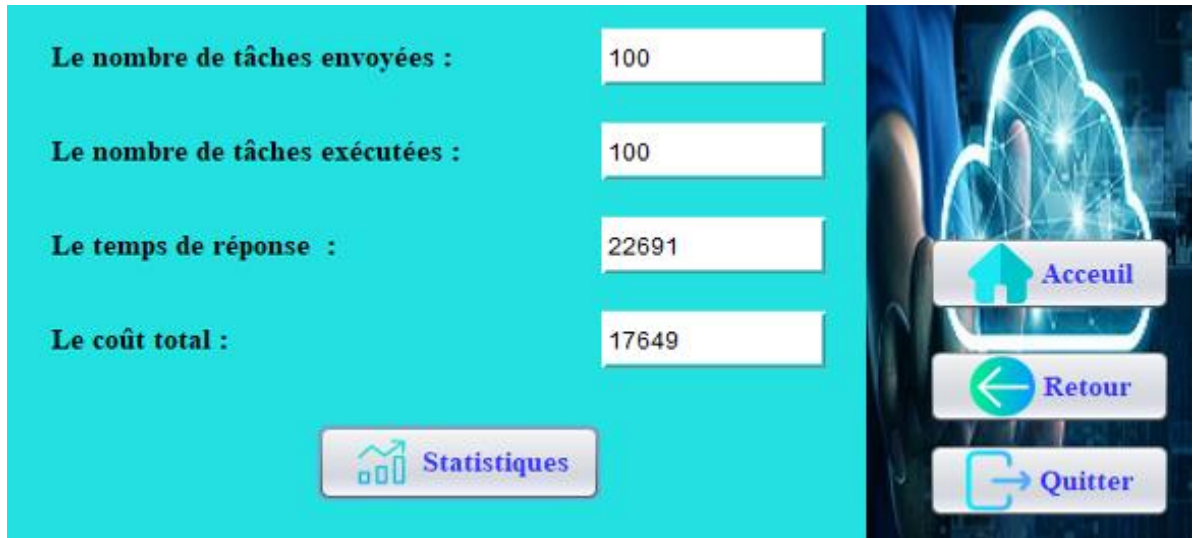 Le nombre de tâches envoyées :
100
Le nombre de tâches exécutées :
100
Le temps de réponse :
22691
Le coût total :
17649
Statistiques
Acceuil
Retour
Quitter